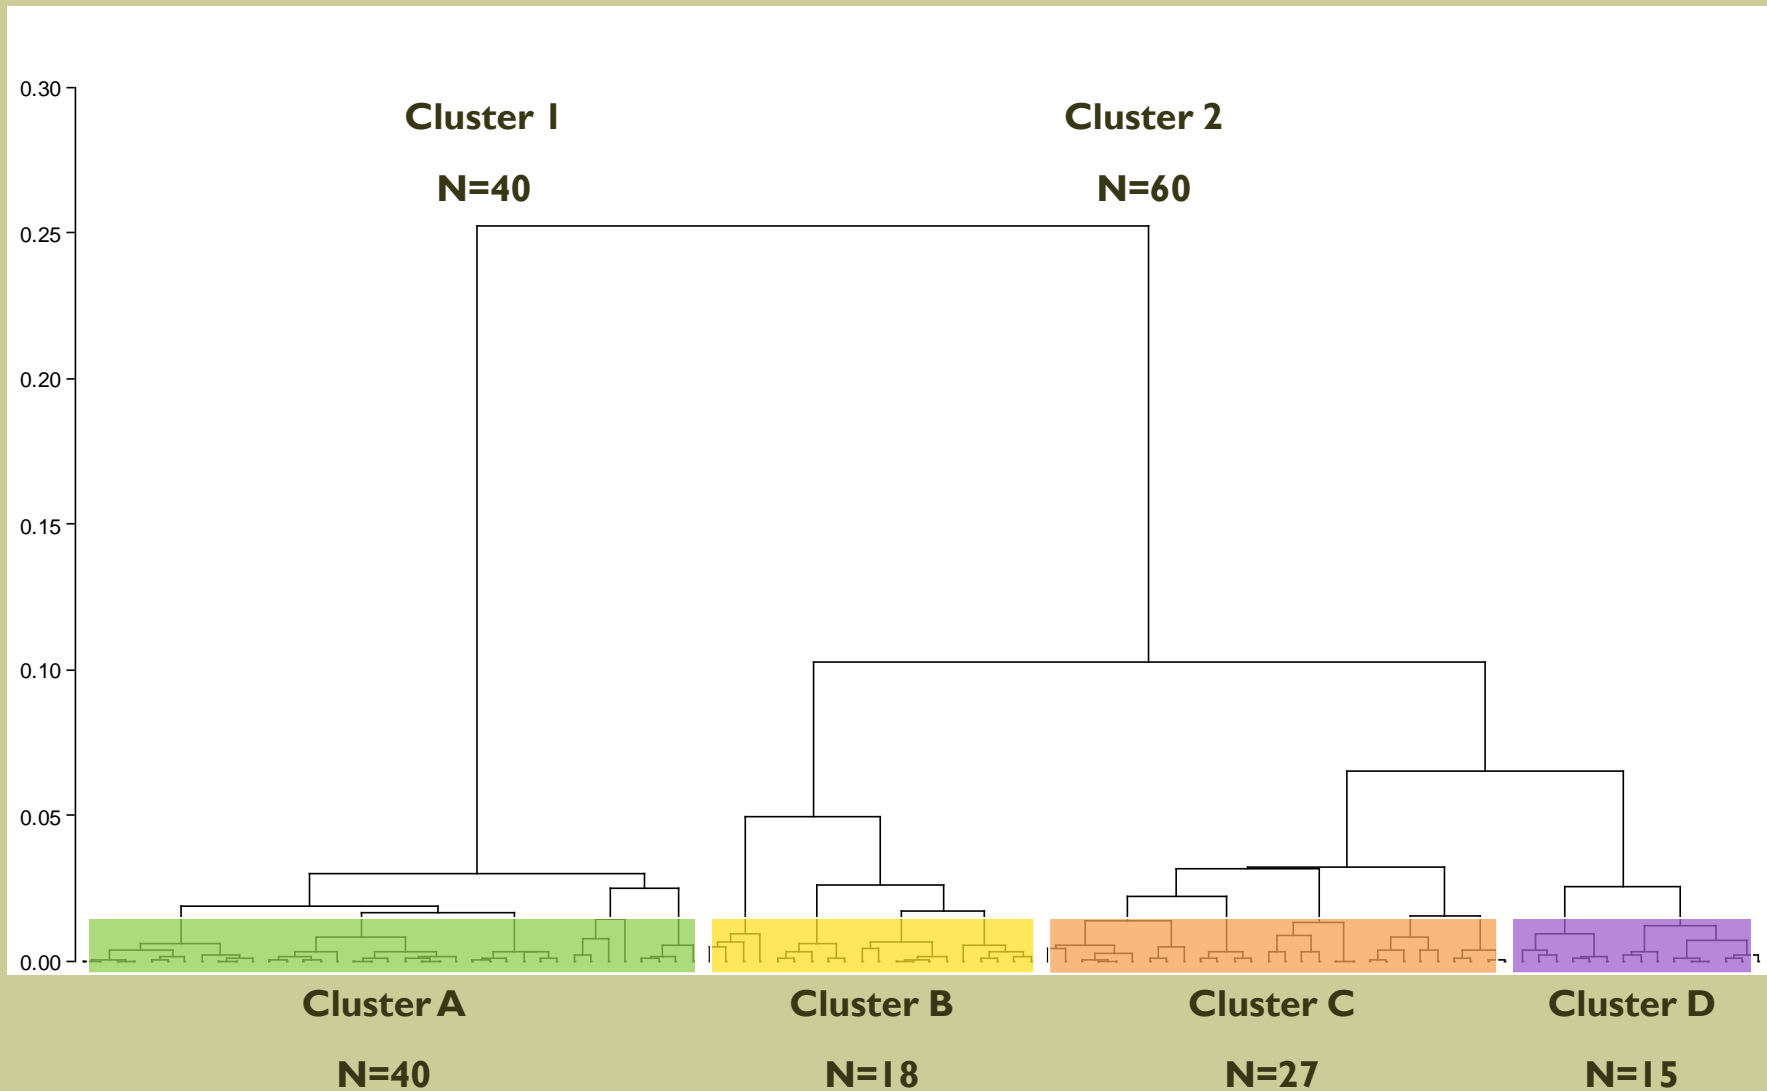 0.30
Cluster 1
Cluster 2
N=40
N=60
0.25
0.20
0.15
0.10
0.05
0.00
Cluster A
Cluster B
Cluster C
Cluster D
N=40
N=18
N=27
N=15